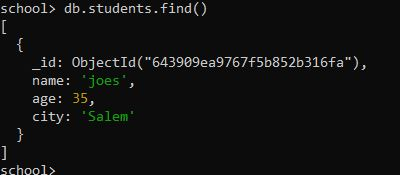 school> db.students.find()
[
  {
    _id: ObjectId("643909ea9767f5b852b316fa"),
    name: 'joes',
    age: 35,
    city: 'Salem'
  }
]
school>